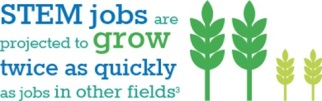 STEM jobs are
projected to grow
twice as quickly
as jobs in other fields³